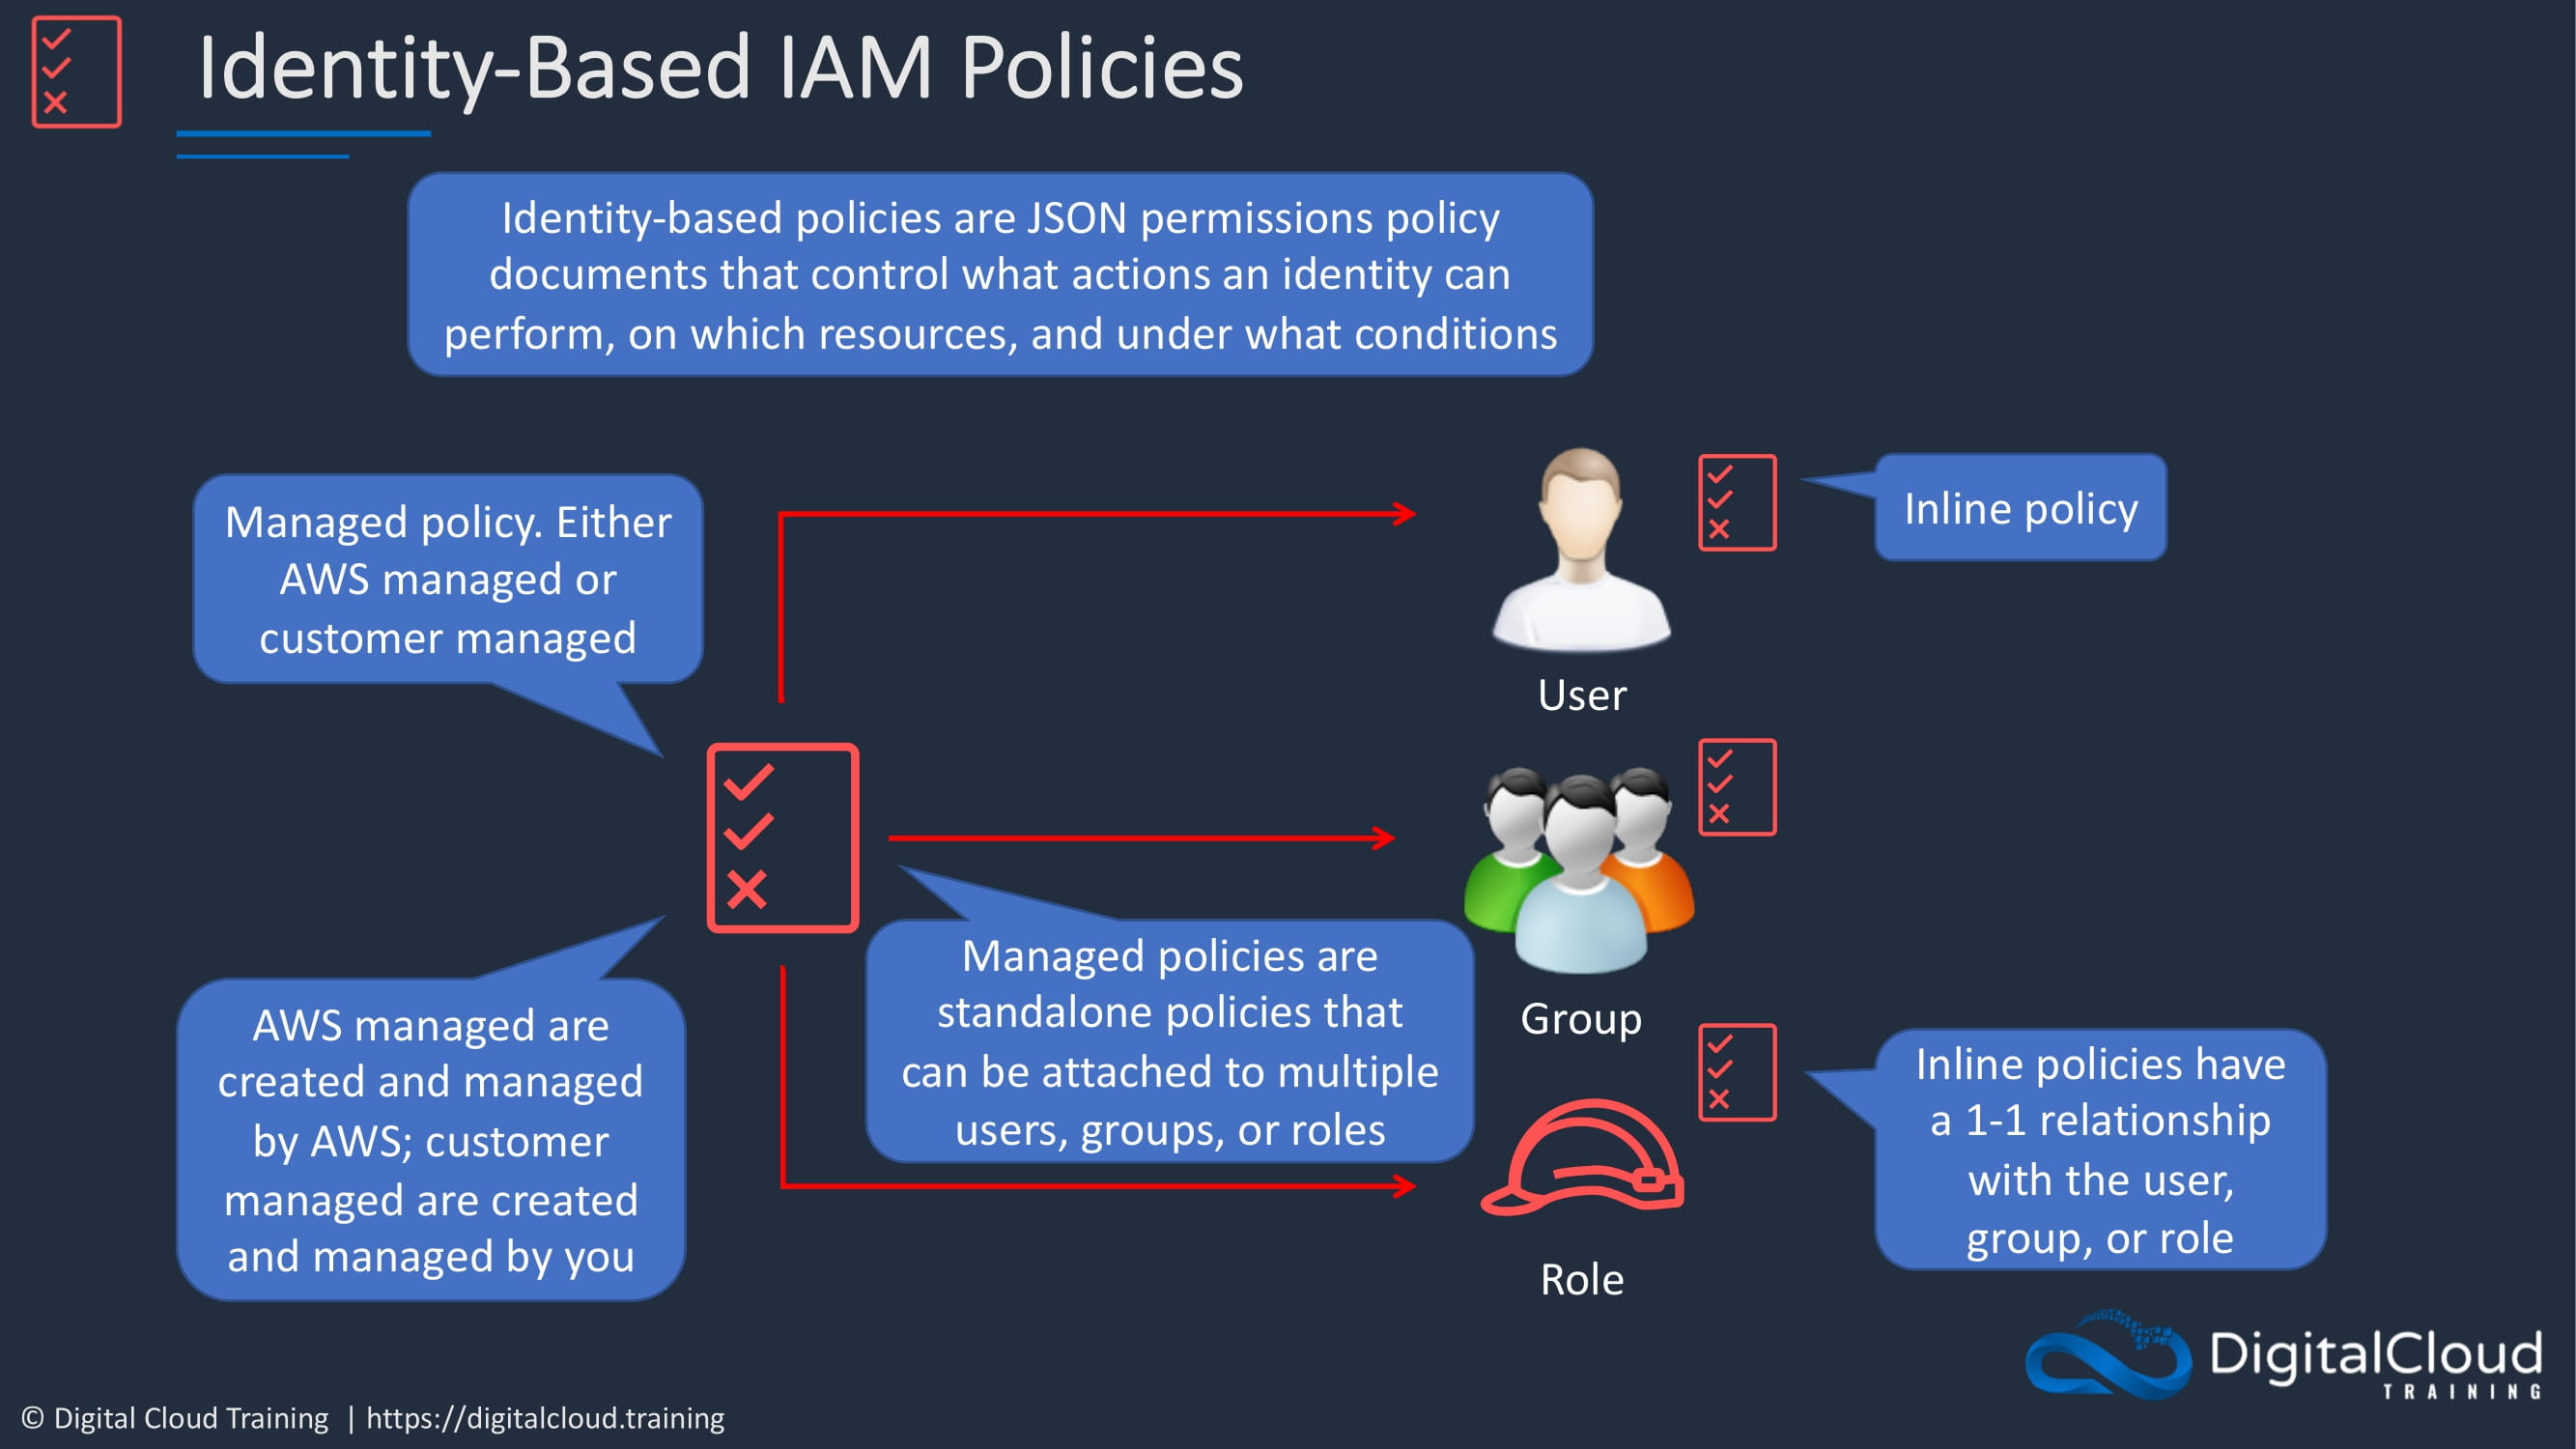 Identity-Based IAM Policies
Identity-based policies are JSON permissions policy
documents that control what actions an identity can
perform, on which resources, and under what conditions
Managed policy. Either
AWS managed or
customer managed
Inline policy
User
AWS managed are
created and managed
by AWS; customer
managed are created
and managed by you
Managed policies are
standalone policies that
can be attached to multiple
users, groups, or roles
Group
Inline policies have
a 1-1 relationship
with the user,
group, or role
Role
DigitalCloud
TRAINING
© Digital Cloud Training | https://digitalcloud.training